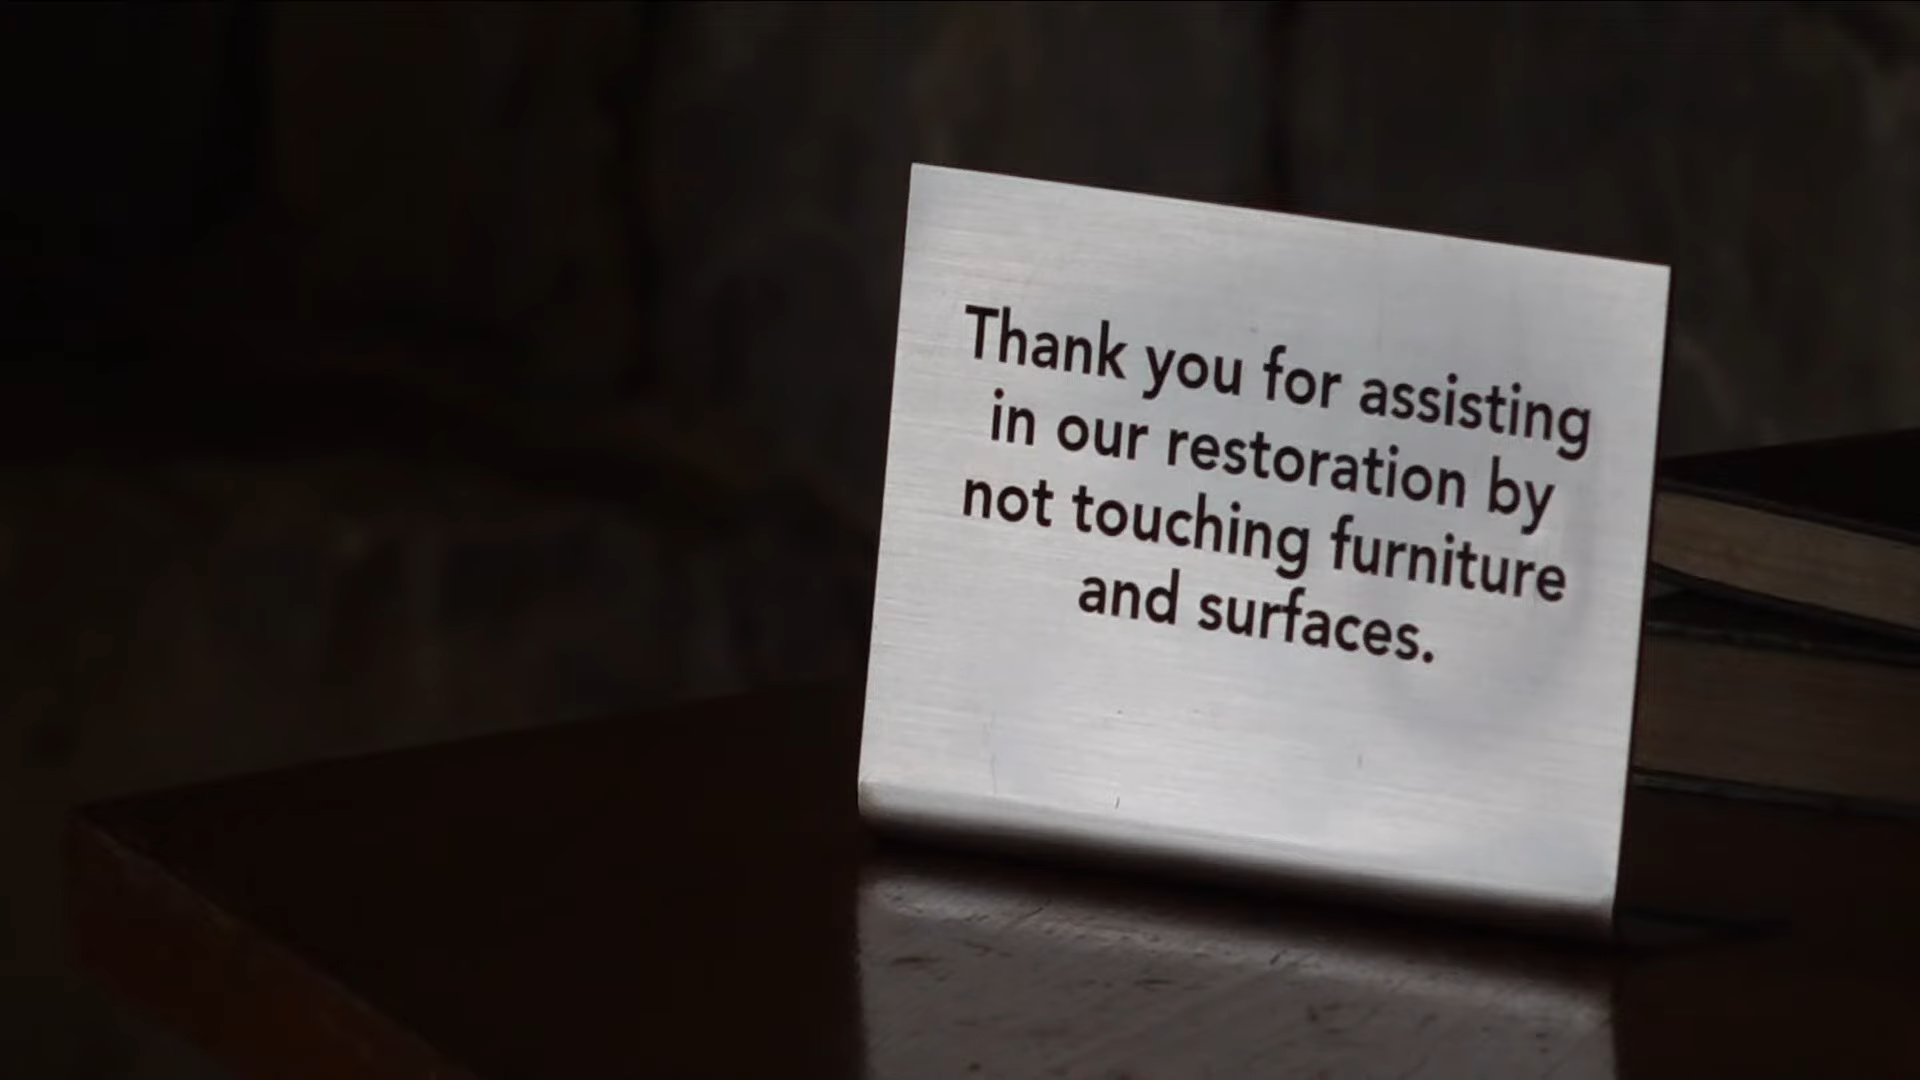 Thank you for assisting
in our restoration by
not touching furniture
and surfaces.